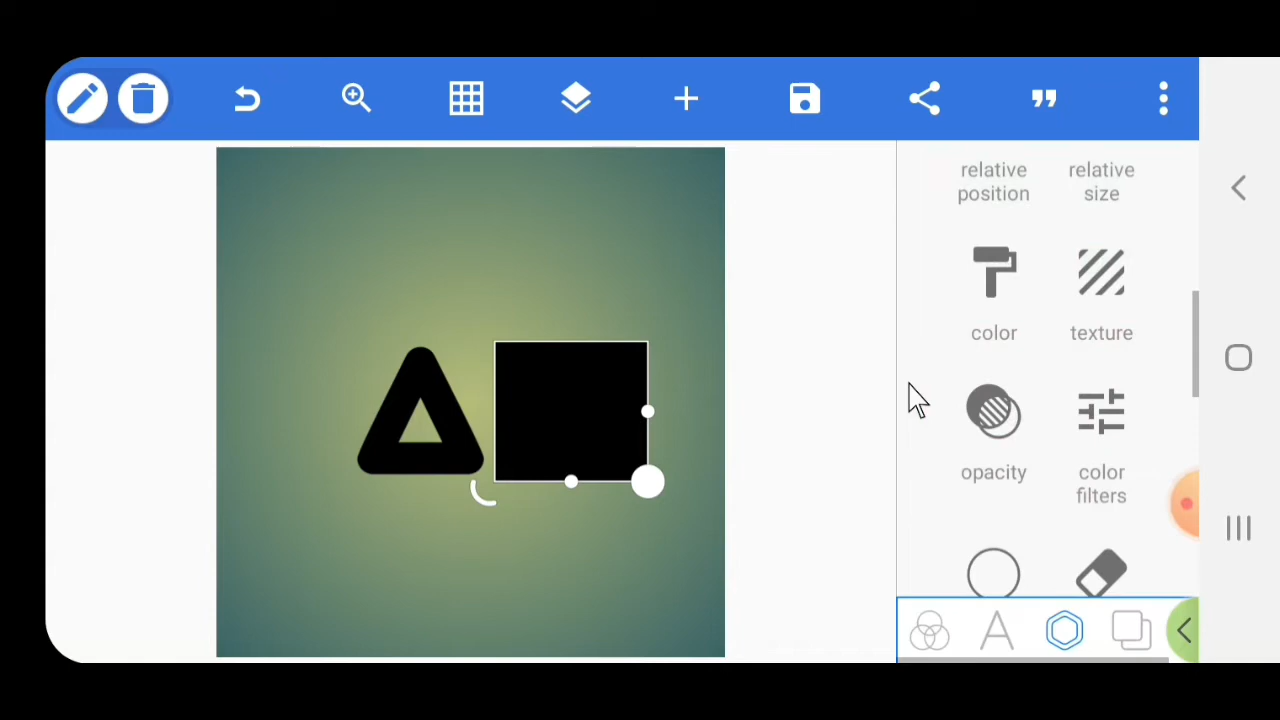 relative relative
position size
color texture
opacity color
filters